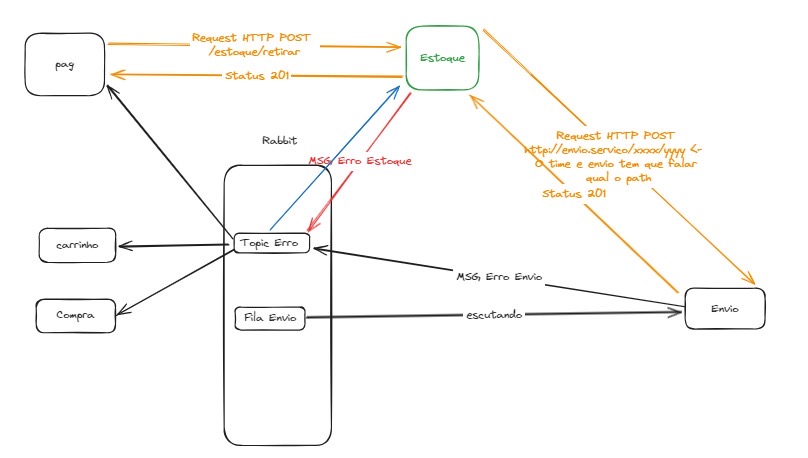 Request HTTP POST
/estoque/retirar
pag
Estoque
Status 201
Rabbit
MSG Erro Estoque
Request HTTP POST
http://envio.servico/xxxx/yyyy <-
O time e envio tem que falar
qual o path
Status 201
carrinho
Topic Erro
MSG Erro Envio
Compra
Fila Envio
escutando
Envio